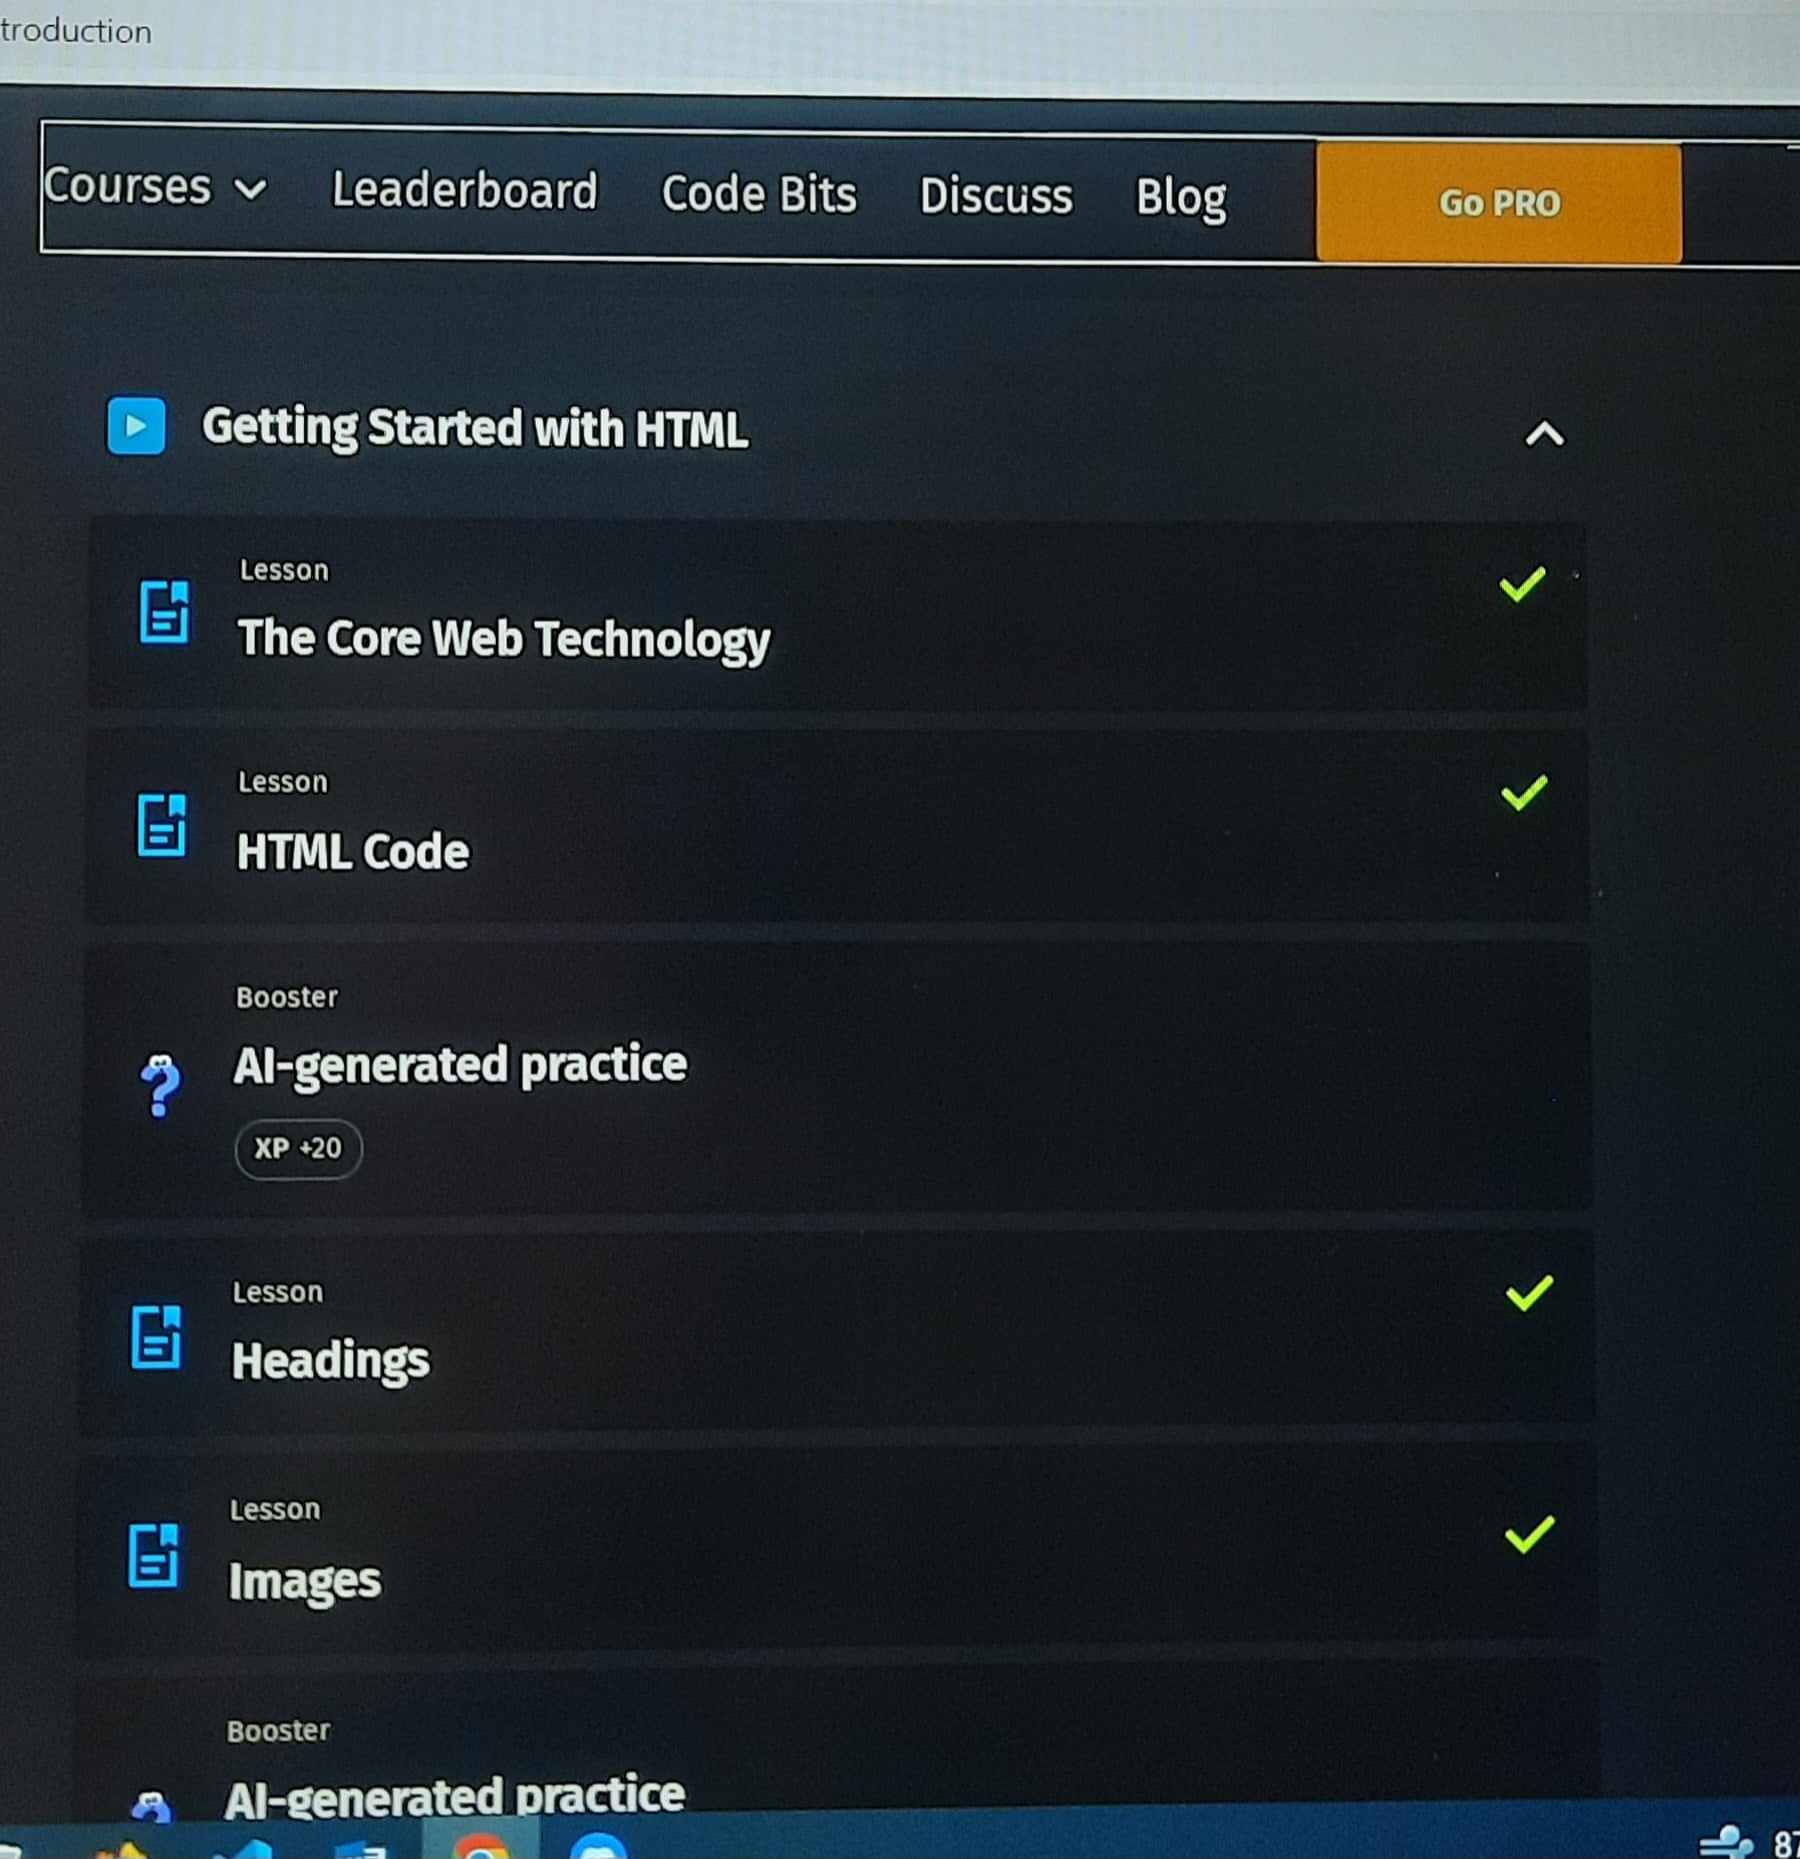 troduction
Courses Leaderboard Code Bits Discuss Blog Go PRO
Getting Started with HTML
Lesson
The Core Web Technology
Lesson
HTML Code
Booster
AI-generated practice
XP +20
Lesson
Headings
Lesson
Images
Booster
AI-generated practice
87